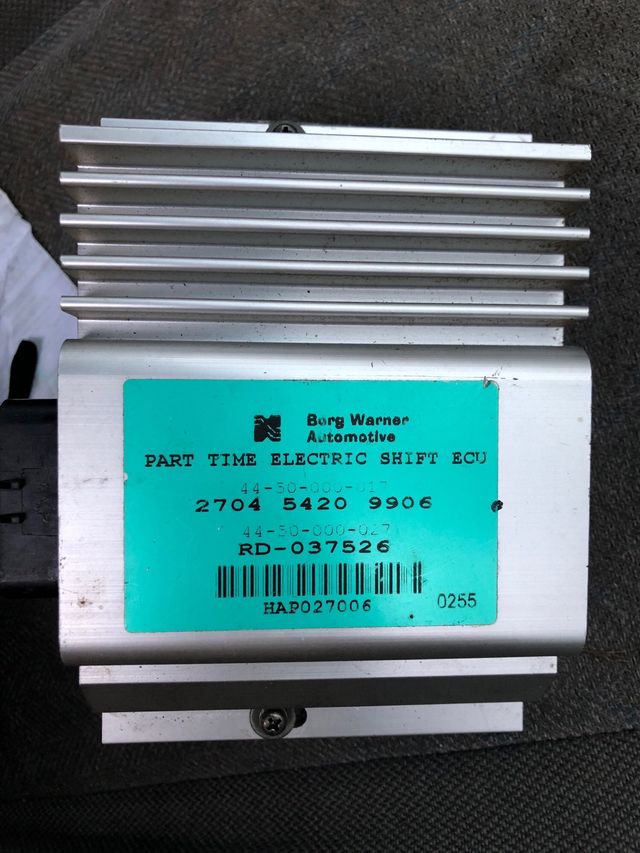 Borg Warner
Automotive
PART TIME ELECTRIC SHIFT ECU
44-50-000-017
2704 5420 9906
44-50-000-027
RD-037526
HAP027006
0255